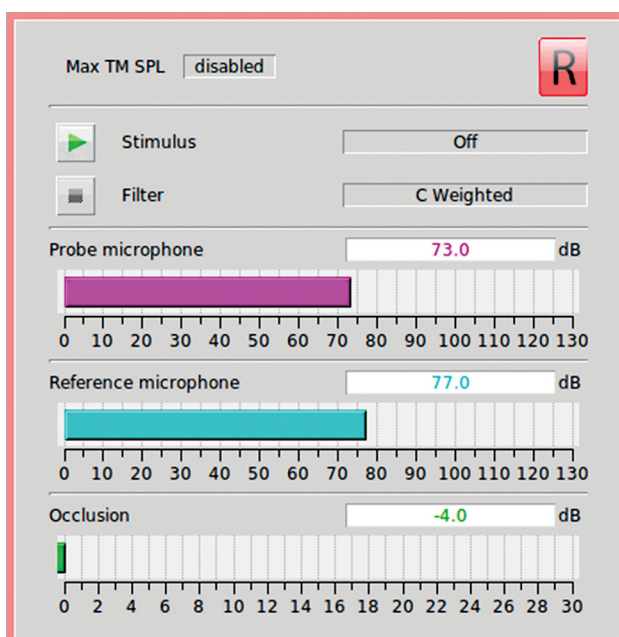 Max TM SPL disabled R
Stimulus Off
Filter C Weighted
Probe microphone 73.0 dB
0 10 20 30 40 50 60 70 80 90 100 110 120 130
Reference microphone 77.0 dB
0 10 20 30 40 50 60 70 80 90 100 110 120 130
Occlusion -4.0 dB
0 2 4 6 8 10 12 14 16 18 20 22 24 26 28 30